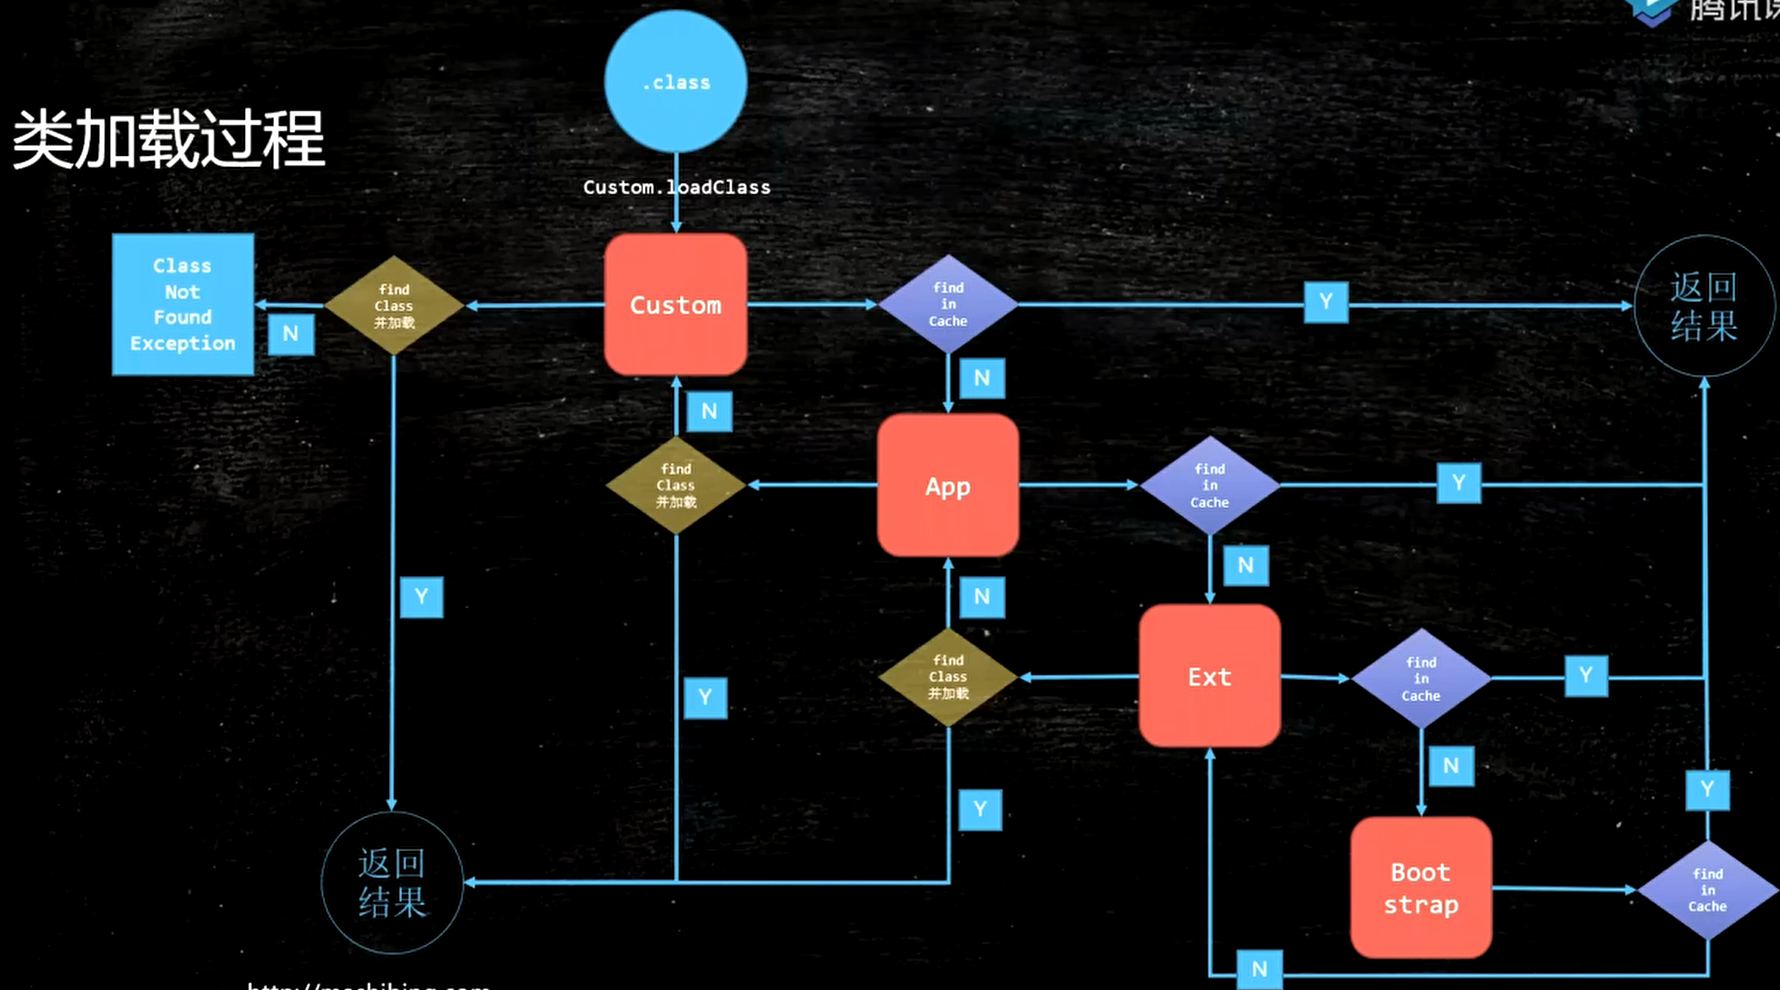 腾讯课
.class
类加载过程
Custom.loadClass
Class
Not
Found
Exception
N
find
Class
并加载
Custom
find
in
Cache
Y
返回
结果
N
N
find
Class
并加载
App
find
in
Cache
Y
N
Y
N
find
Class
并加载
Ext
find
in
Cache
Y
Y
N
Y
Y
返回
结果
Boot
strap
find
in
Cache
N
http://mashibing.com